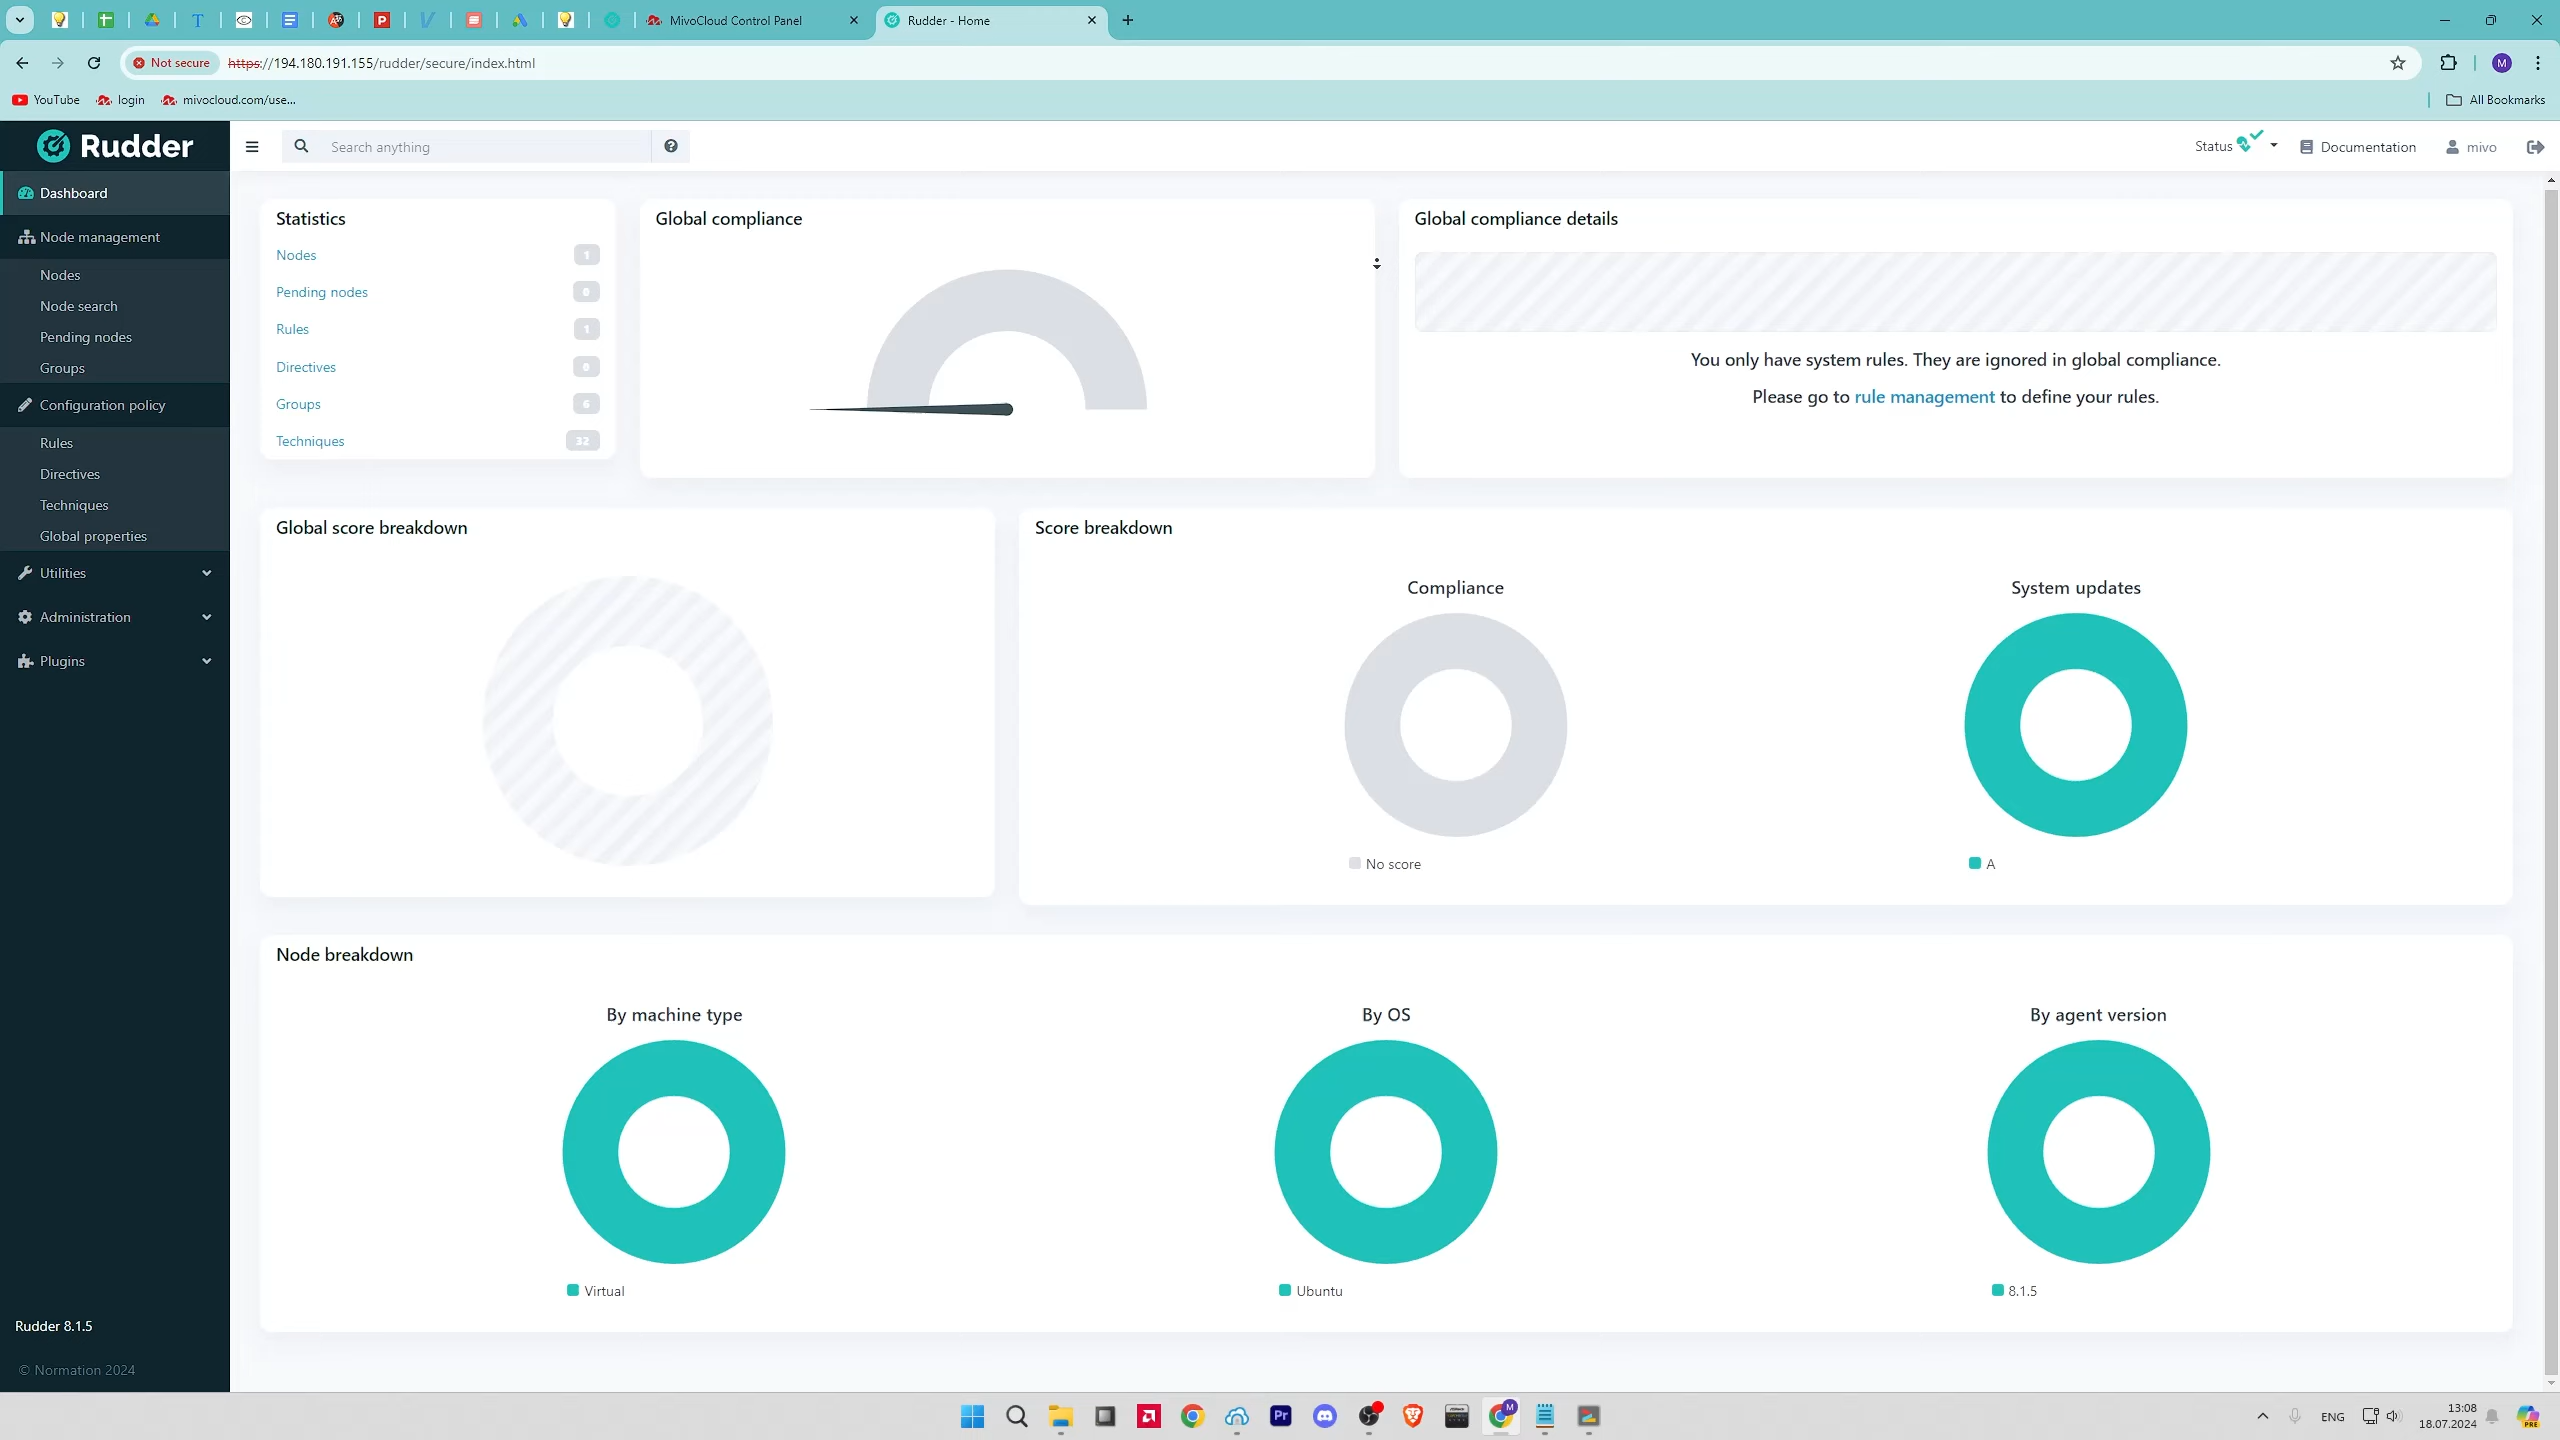 MivoCloud Control Panel
Rudder - Home
Not secure
https://194.180.191.155/rudder/secure/index.html
M
YouTube
login
mivocloud.com/use...
All Bookmarks
Rudder
Search anything
Status
Documentation
mivo
Dashboard
Node management
Nodes
Node search
Pending nodes
Groups
Configuration policy
Rules
Directives
Techniques
Global properties
Utilities
Administration
Plugins
Rudder 8.1.5
© Normation 2024
Statistics
Nodes 1
Pending nodes 0
Rules 1
Directives 0
Groups 6
Techniques 32
Global compliance
Global compliance details
You only have system rules. They are ignored in global compliance.
Please go to rule management to define your rules.
Global score breakdown
Score breakdown
Compliance
No score
System updates
A
Node breakdown
By machine type
Virtual
By OS
Ubuntu
By agent version
8.1.5
Pr
M
ENG
13:08
18.07.2024
PRE